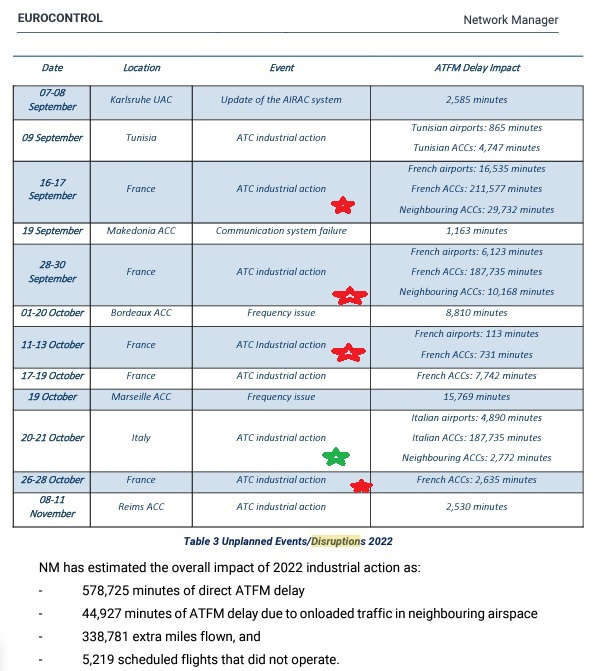 EUROCONTROL
Network Manager
Date Location Event ATFM Delay Impact
07-08 September Karlsruhe UAC Update of the AIRAC system 2,585 minutes
09 September Tunisia ATC industrial action Tunisian airports: 865 minutes
Tunisian ACCs: 4,747 minutes
16-17 September France ATC industrial action French airports: 16,535 minutes
French ACCs: 211,577 minutes
Neighbouring ACCs: 29,732 minutes
19 September Makedonia ACC Communication system failure 1,163 minutes
28-30 September France ATC industrial action French airports: 6,123 minutes
French ACCs: 187,735 minutes
Neighbouring ACCs: 10,168 minutes
01-20 October Bordeaux ACC Frequency issue 8,810 minutes
11-13 October France ATC Industrial action French airports: 113 minutes
French ACCs: 731 minutes
17-19 October France ATC industrial action French ACCs: 7,742 minutes
19 October Marseille ACC Frequency issue 15,769 minutes
20-21 October Italy ATC industrial action Italian airports: 4,890 minutes
Italian ACCs: 187,735 minutes
Neighbouring ACCs: 2,772 minutes
26-28 October France ATC industrial action French ACCs: 2,635 minutes
08-11 November Reims ACC ATC industrial action 2,530 minutes
Table 3 Unplanned Events/Disruptions 2022
NM has estimated the overall impact of 2022 industrial action as:
- 578,725 minutes of direct ATFM delay
- 44,927 minutes of ATFM delay due to onloaded traffic in neighbouring airspace
- 338,781 extra miles flown, and
- 5,219 scheduled flights that did not operate.